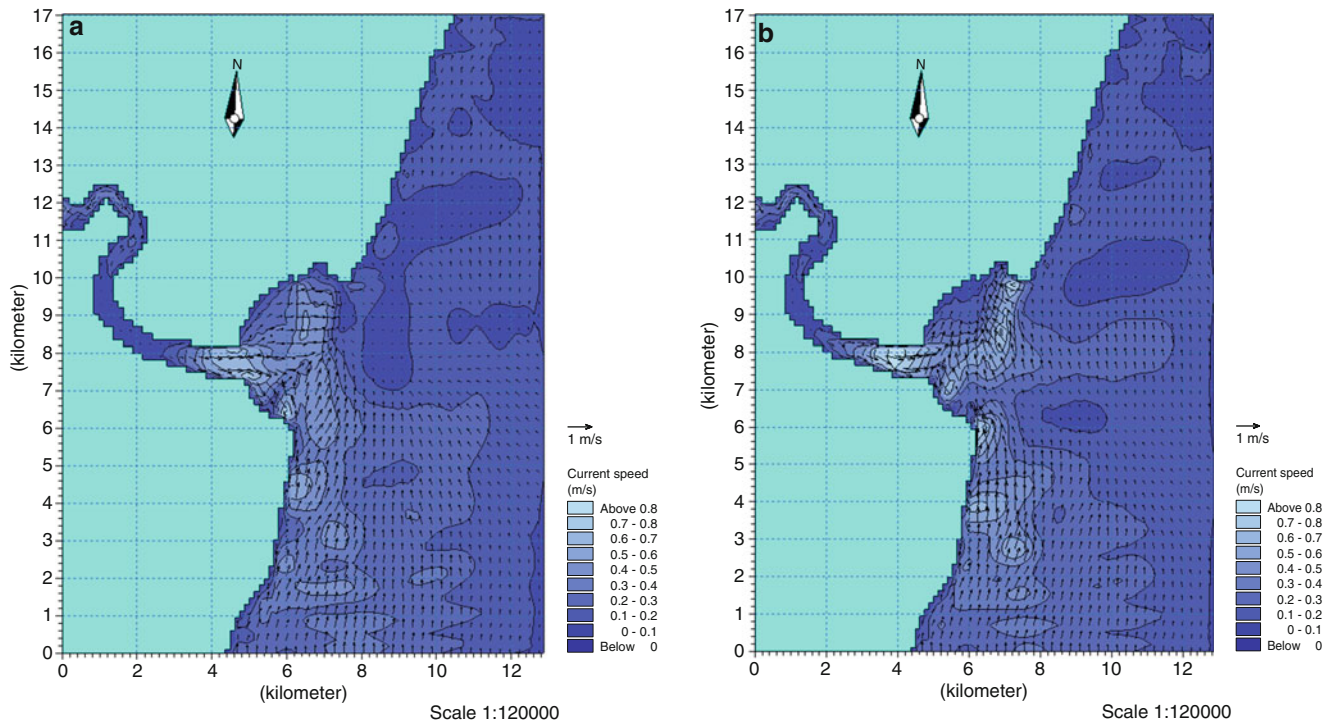 a
N
17
16
15
14
13
12
11
10
9
8
7
6
5
4
3
2
1
0
(kilometer)
0 2 4 6 8 10 12
(kilometer)
Scale 1:120000
1 m/s
Current speed
(m/s)
Above 0.8
0.7 - 0.8
0.6 - 0.7
0.5 - 0.6
0.4 - 0.5
0.3 - 0.4
0.2 - 0.3
0.1 - 0.2
0 - 0.1
Below 0
b
N
17
16
15
14
13
12
11
10
9
8
7
6
5
4
3
2
1
0
(kilometer)
0 2 4 6 8 10 12
(kilometer)
Scale 1:120000
1 m/s
Current speed
(m/s)
Above 0.8
0.7 - 0.8
0.6 - 0.7
0.5 - 0.6
0.4 - 0.5
0.3 - 0.4
0.2 - 0.3
0.1 - 0.2
0 - 0.1
Below 0